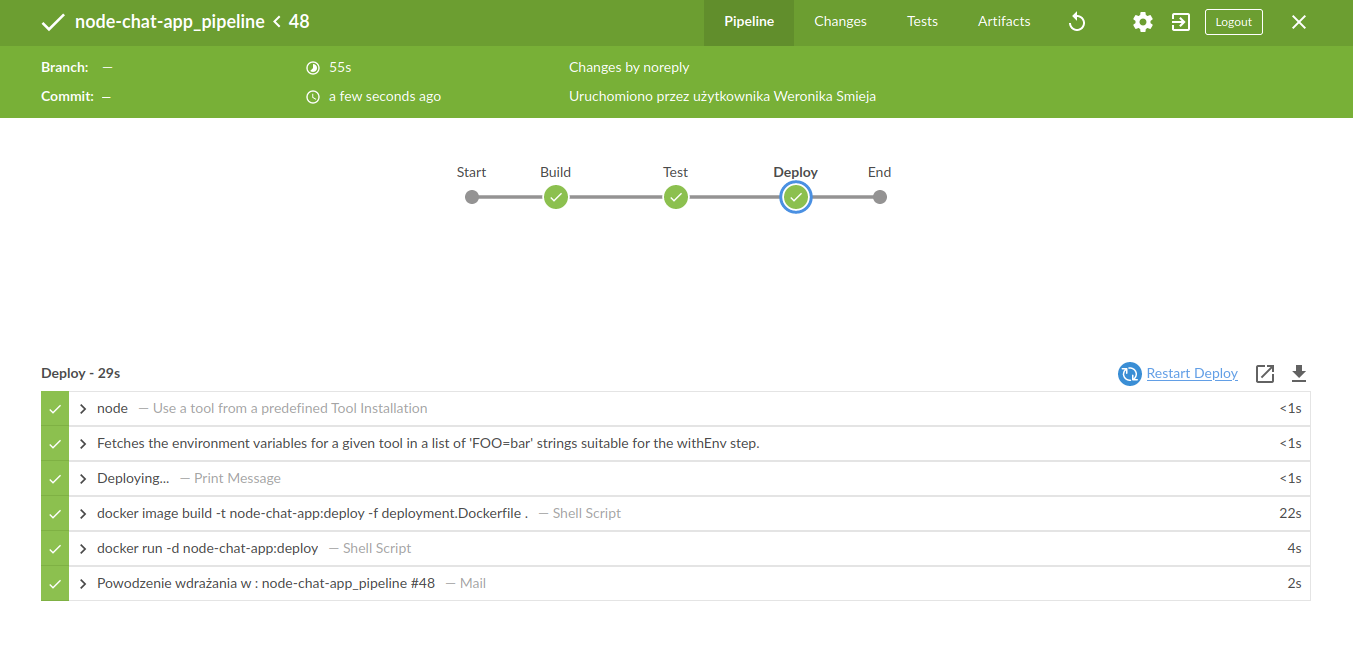 node-chat-app_pipeline < 48 Pipeline Changes Tests Artifacts Logout
Branch: — 55s Changes by noreply
Commit: — a few seconds ago Uruchomiono przez użytkownika Weronika Smieja
Start Build Test Deploy End
Deploy - 29s Restart Deploy
node — Use a tool from a predefined Tool Installation <1s
Fetches the environment variables for a given tool in a list of 'FOO=bar' strings suitable for the withEnv step. <1s
Deploying... — Print Message <1s
docker image build -t node-chat-app:deploy -f deployment.Dockerfile . — Shell Script 22s
docker run -d node-chat-app:deploy — Shell Script 4s
Powodzenie wdrażania w : node-chat-app_pipeline #48 — Mail 2s